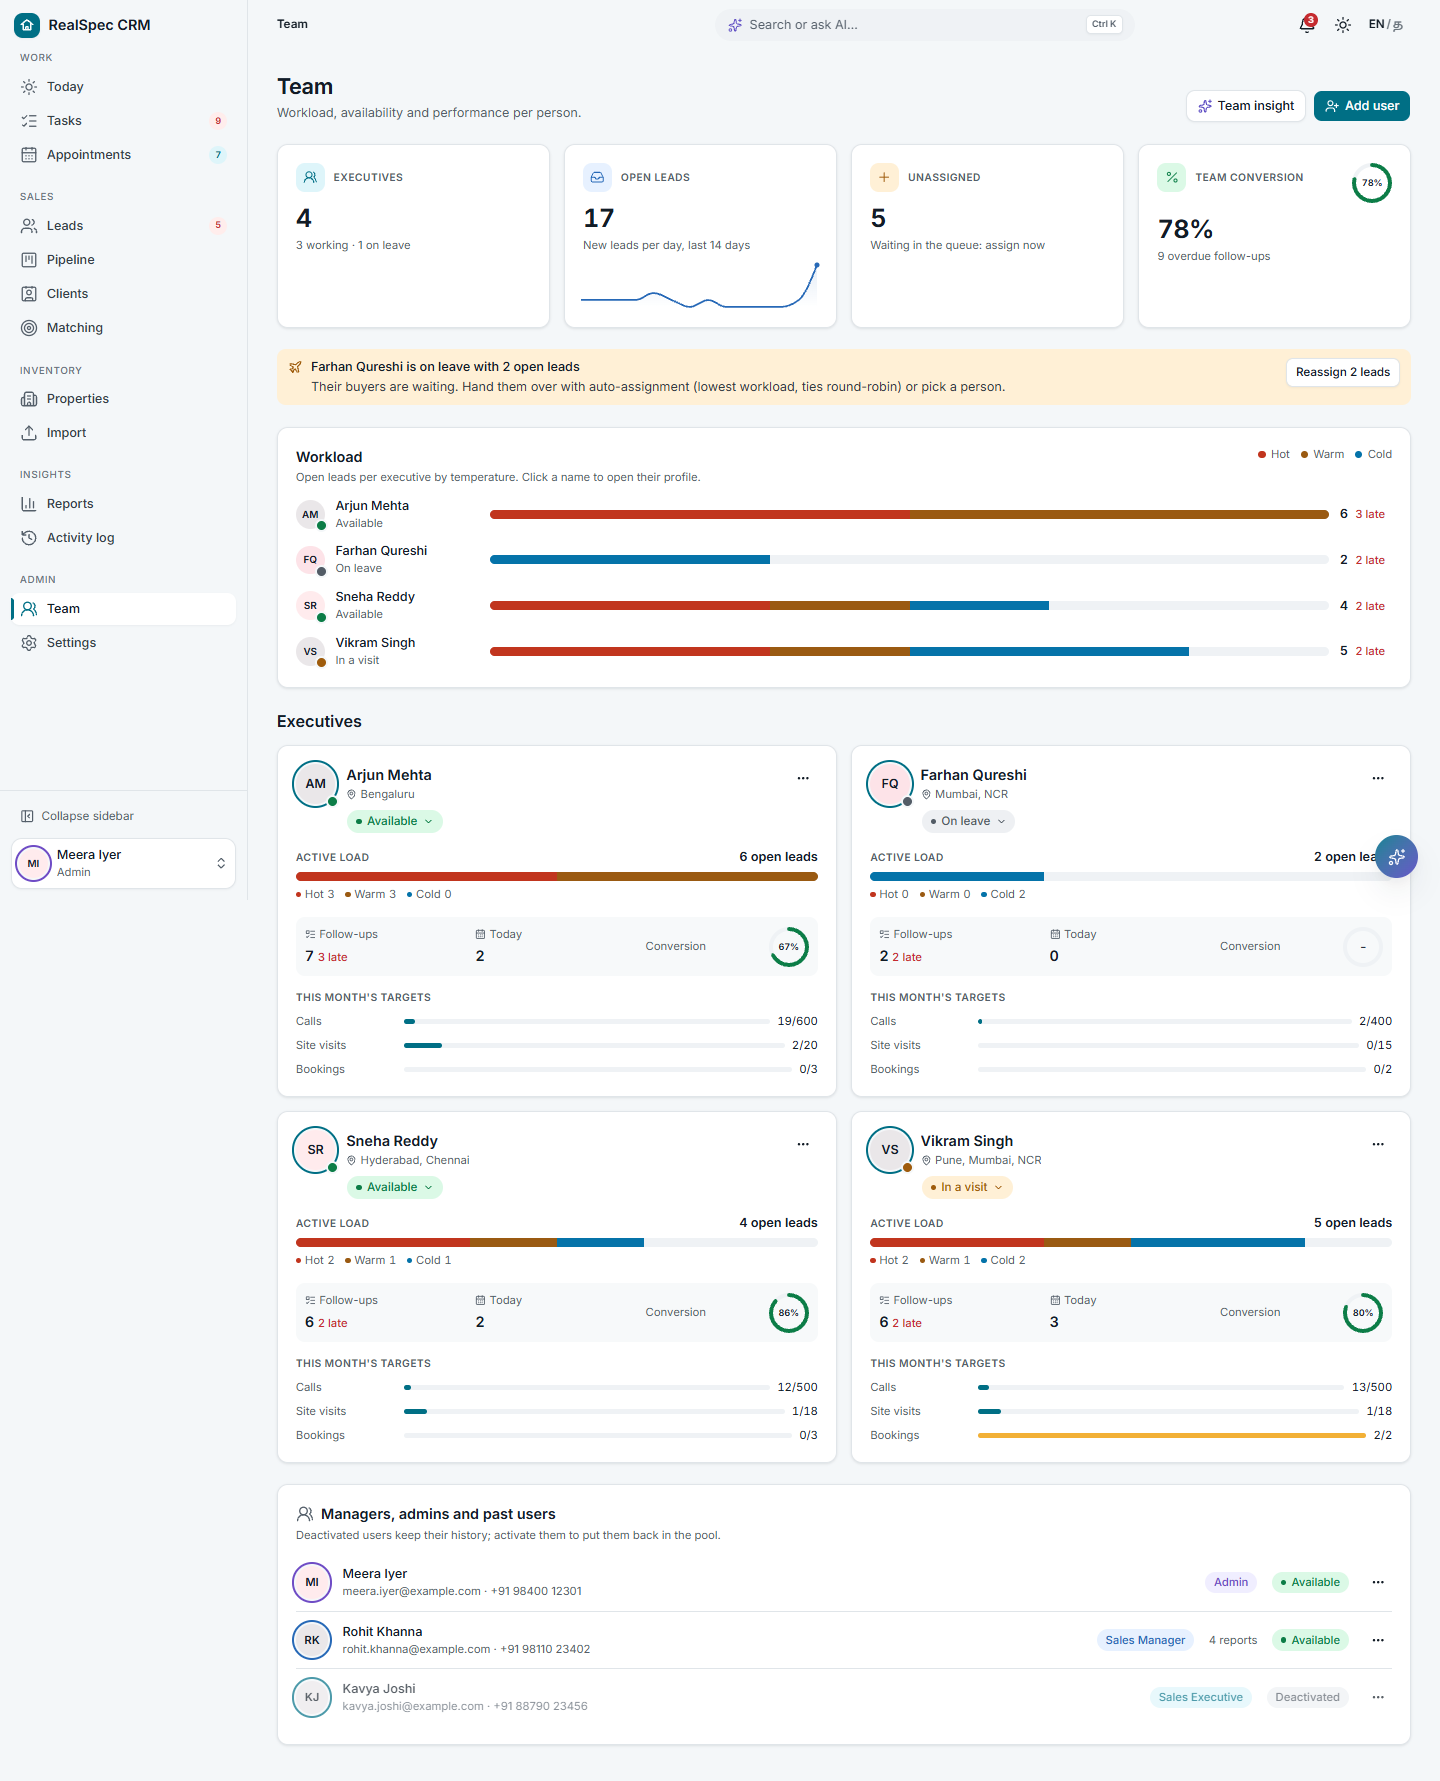 RealSpec CRM
WORK
Today
Tasks 9
Appointments 7
SALES
Leads 5
Pipeline
Clients
Matching
INVENTORY
Properties
Import
INSIGHTS
Reports
Activity log
ADMIN
Team
Settings
Collapse sidebar
MI Meera Iyer
Admin
Team
Search or ask AI... Ctrl K
3
EN / த
Team
Workload, availability and performance per person.
Team insight
Add user
EXECUTIVES
4
3 working · 1 on leave
OPEN LEADS
17
New leads per day, last 14 days
UNASSIGNED
5
Waiting in the queue: assign now
TEAM CONVERSION 78%
78%
9 overdue follow-ups
Farhan Qureshi is on leave with 2 open leads
Their buyers are waiting. Hand them over with auto-assignment (lowest workload, ties round-robin) or pick a person.
Reassign 2 leads
Workload
Open leads per executive by temperature. Click a name to open their profile.
Hot Warm Cold
AM Arjun Mehta
Available
6 3 late
FQ Farhan Qureshi
On leave
2 2 late
SR Sneha Reddy
Available
4 2 late
VS Vikram Singh
In a visit
5 2 late
Executives
AM Arjun Mehta
Bengaluru
Available
ACTIVE LOAD 6 open leads
Hot 3 Warm 3 Cold 0
Follow-ups Today
7 3 late 2
Conversion 67%
THIS MONTH'S TARGETS
Calls 19/600
Site visits 2/20
Bookings 0/3
FQ Farhan Qureshi
Mumbai, NCR
On leave
ACTIVE LOAD 2 open
Hot 0 Warm 0 Cold 2
Follow-ups Today
2 2 late 0
Conversion -
THIS MONTH'S TARGETS
Calls 2/400
Site visits 0/15
Bookings 0/2
SR Sneha Reddy
Hyderabad, Chennai
Available
ACTIVE LOAD 4 open leads
Hot 2 Warm 1 Cold 1
Follow-ups Today
6 2 late 2
Conversion 86%
THIS MONTH'S TARGETS
Calls 12/500
Site visits 1/18
Bookings 0/3
VS Vikram Singh
Pune, Mumbai, NCR
In a visit
ACTIVE LOAD 5 open leads
Hot 2 Warm 1 Cold 2
Follow-ups Today
6 2 late 3
Conversion 80%
THIS MONTH'S TARGETS
Calls 13/500
Site visits 1/18
Bookings 2/2
Managers, admins and past users
Deactivated users keep their history; activate them to put them back in the pool.
MI Meera Iyer
meera.iyer@example.com · +91 98400 12301
Admin Available
RK Rohit Khanna
rohit.khanna@example.com · +91 98110 23402
Sales Manager 4 reports Available
KJ Kavya Joshi
kavya.joshi@example.com · +91 88790 23456
Sales Executive Deactivated